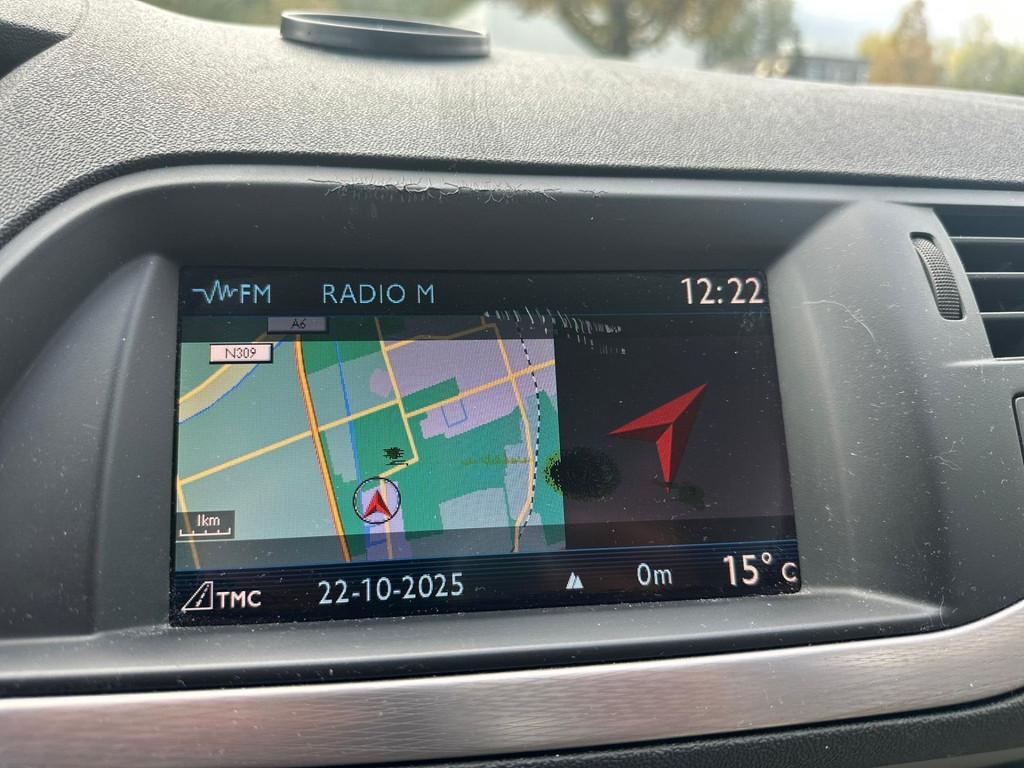 FM RADIO M 12:22
A6
N309
1km
TMC 22-10-2025 0m 15° C